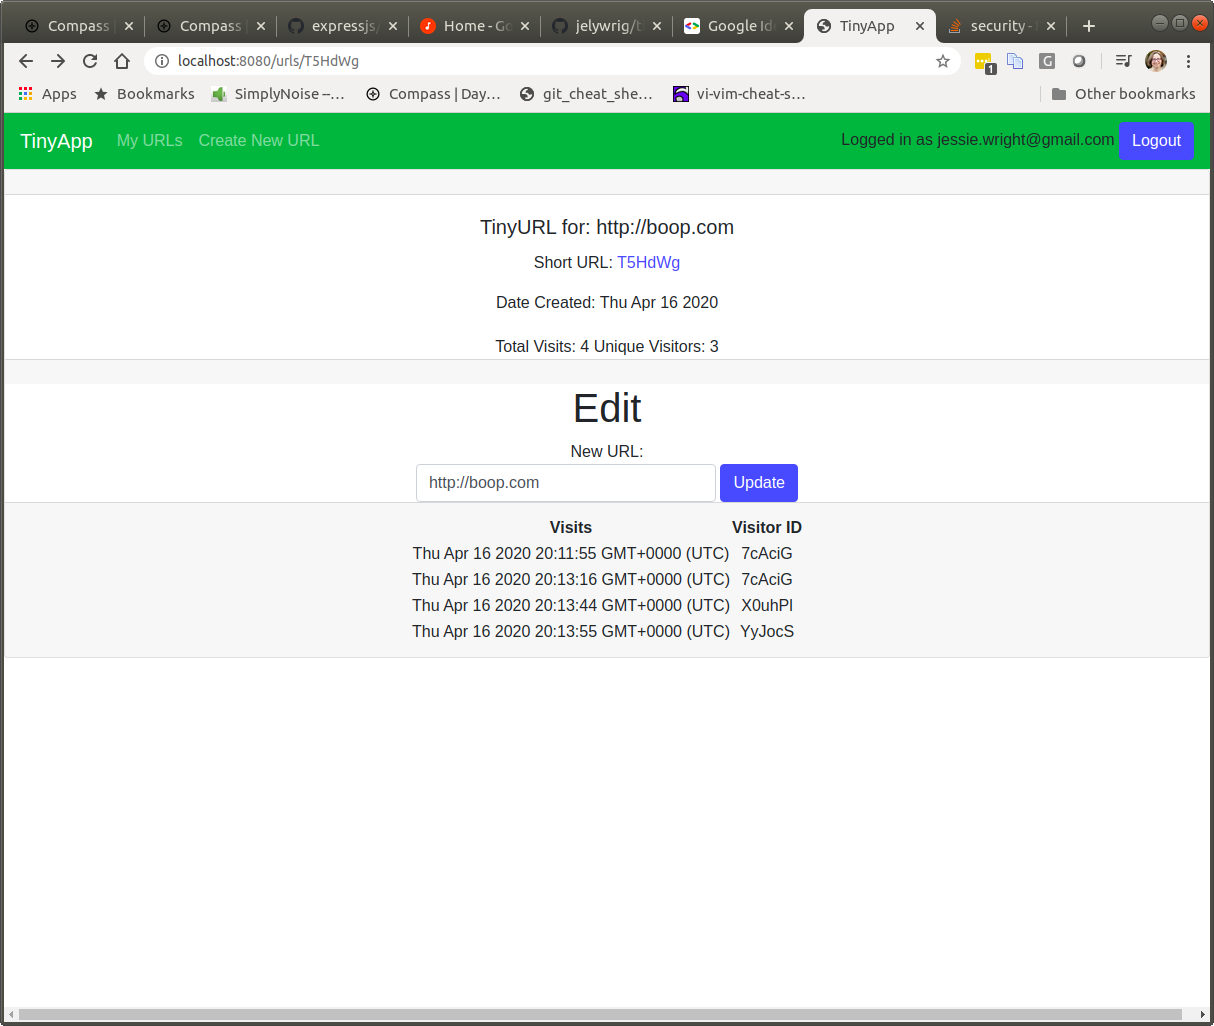 Compass Compass expressjs/ Home - Go jelywrig/t Google Ide TinyApp security -
localhost:8080/urls/T5HdWg 1
Apps Bookmarks SimplyNoise --... Compass | Day... git_cheat_she... vi-vim-cheat-s... Other bookmarks
TinyApp My URLs Create New URL Logged in as jessie.wright@gmail.com Logout
TinyURL for: http://boop.com
Short URL: T5HdWg
Date Created: Thu Apr 16 2020
Total Visits: 4 Unique Visitors: 3
Edit
New URL:
http://boop.com Update
Visits Visitor ID
Thu Apr 16 2020 20:11:55 GMT+0000 (UTC) 7cAciG
Thu Apr 16 2020 20:13:16 GMT+0000 (UTC) 7cAciG
Thu Apr 16 2020 20:13:44 GMT+0000 (UTC) X0uhPl
Thu Apr 16 2020 20:13:55 GMT+0000 (UTC) YyJocS